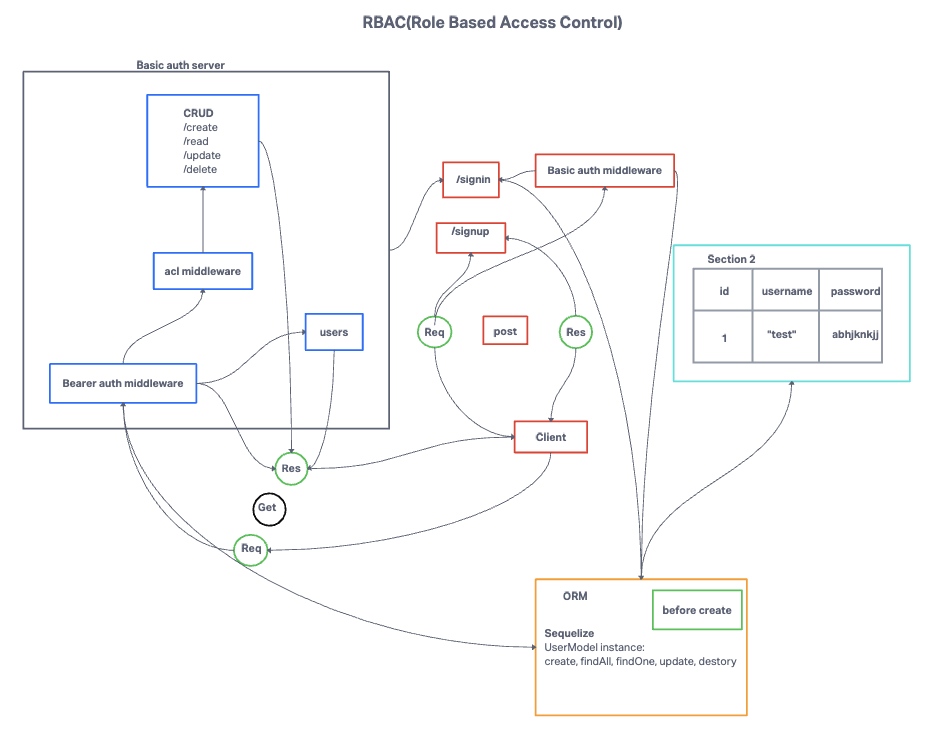 RBAC(Role Based Access Control)
Basic auth server
CRUD
/create
/read
/update
/delete
/signin
Basic auth middleware
/signup
acl middleware
Section 2
id username password
1 "test" abhjknkjj
users
Req
post
Res
Bearer auth middleware
Client
Res
Get
Req
ORM
before create
Sequelize
UserModel instance:
create, findAll, findOne, update, destory